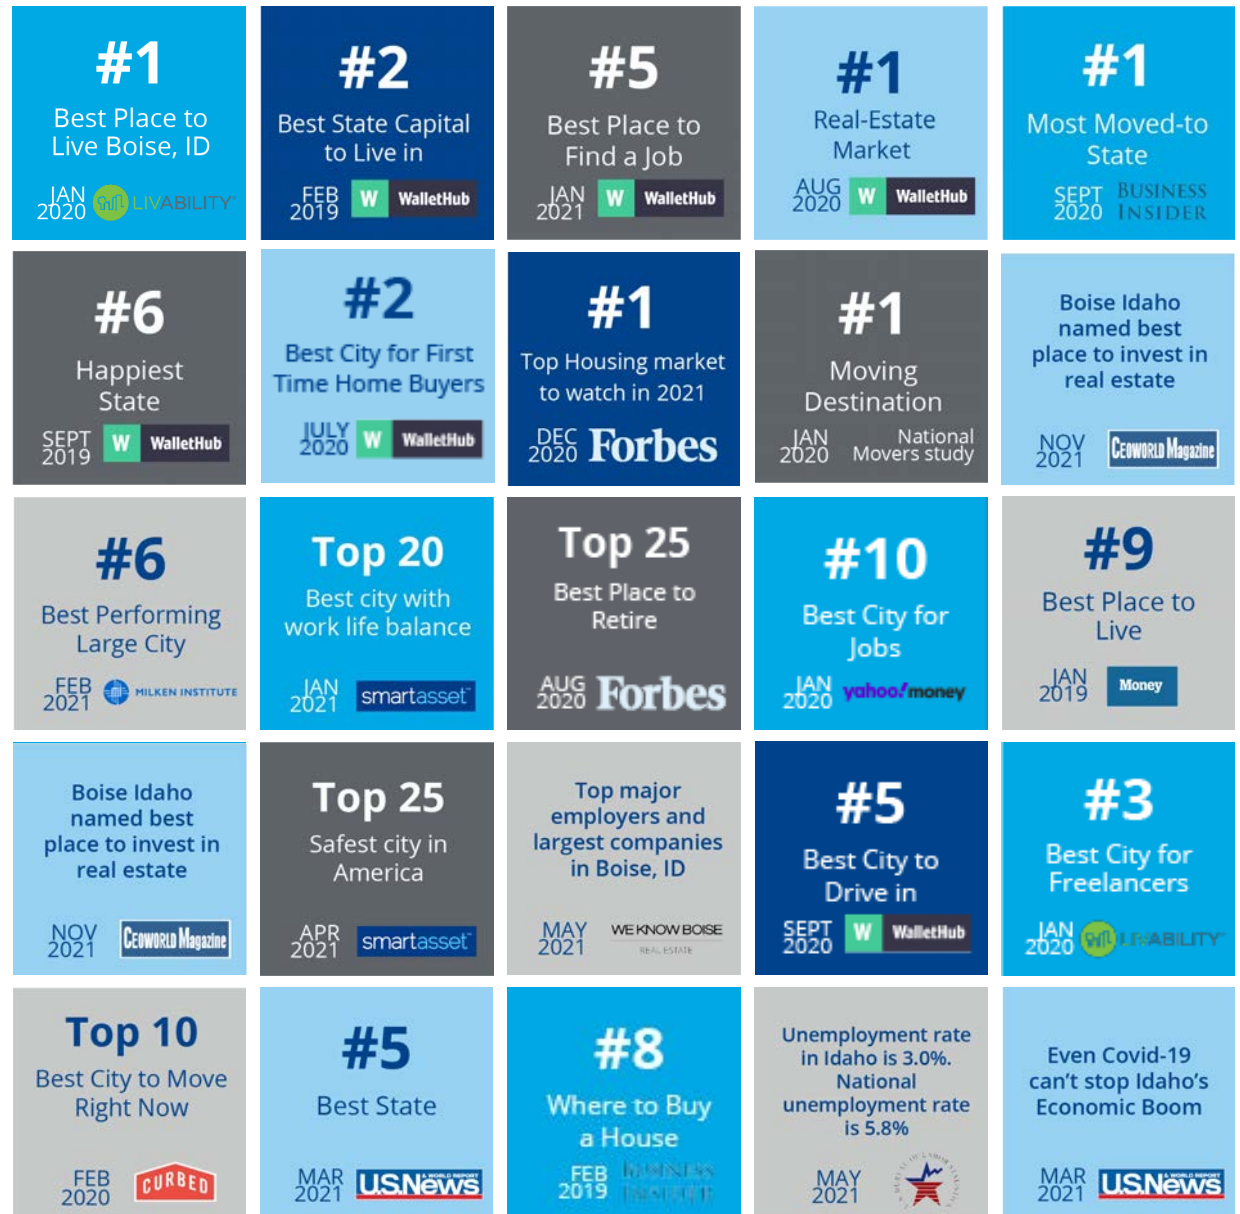 #1
Best Place to
Live Boise, ID
JAN
2020
LIVABILITY
#2
Best State Capital
to Live in
FEB
2019
W WalletHub
#5
Best Place to
Find a Job
JAN
2021
W WalletHub
#1
Real-Estate
Market
AUG
2020
W WalletHub
#1
Most Moved-to
State
SEPT
2020
BUSINESS
INSIDER
#6
Happiest
State
SEPT
2019
W WalletHub
#2
Best City for First
Time Home Buyers
JULY
2020
W WalletHub
#1
Top Housing market
to watch in 2021
DEC
2020
Forbes
#1
Moving
Destination
JAN
2020
National
Movers study
Boise Idaho
named best
place to invest in
real estate
NOV
2021
CEOWORLD Magazine
#6
Best Performing
Large City
FEB
2021
MILKEN INSTITUTE
Top 20
Best city with
work life balance
JAN
2021
smartasset
Top 25
Best Place to
Retire
AUG
2020
Forbes
#10
Best City for
Jobs
JAN
2020
yahoo!money
#9
Best Place to
Live
JAN
2019
Money
Boise Idaho
named best
place to invest in
real estate
NOV
2021
CEOWORLD Magazine
Top 25
Safest city in
America
APR
2021
smartasset
Top major
employers and
largest companies
in Boise, ID
MAY
2021
WE KNOW BOISE
REAL ESTATE
#5
Best City to
Drive in
SEPT
2020
W WalletHub
#3
Best City for
Freelancers
JAN
2020
LIVABILITY
Top 10
Best City to Move
Right Now
FEB
2020
CURBED
#5
Best State
MAR
2021
U.S.News
& WORLD REPORT
#8
Where to Buy
a House
FEB
2019
BUSINESS
INSIDER
Unemployment rate
in Idaho is 3.0%.
National
unemployment rate
is 5.8%
MAY
2021
Even Covid-19
can't stop Idaho's
Economic Boom
MAR
2021
U.S.News
& WORLD REPORT